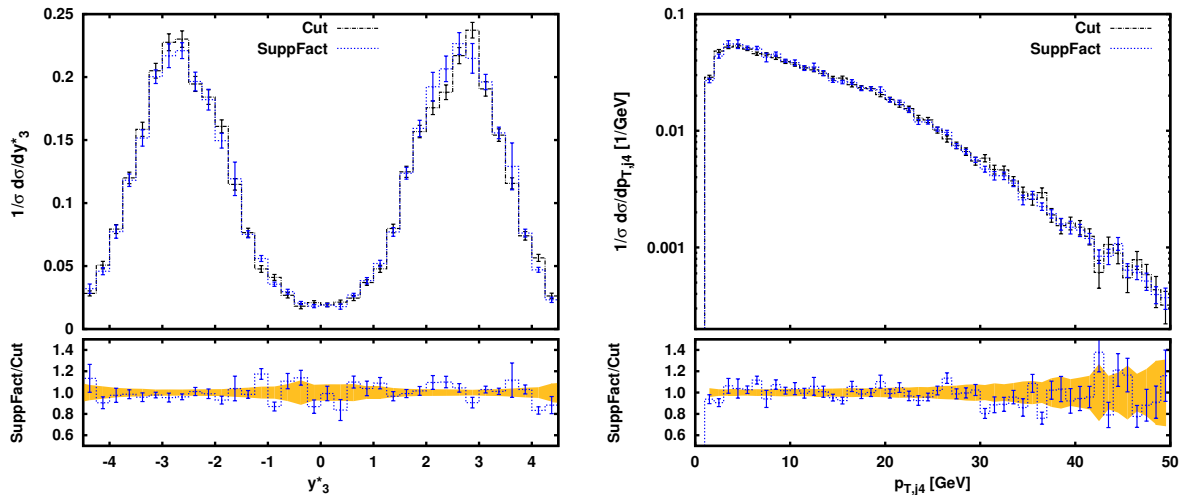 Cut
SuppFact
1/σ dσ/dy*3
0.25
0.2
0.15
0.1
0.05
0
SuppFact/Cut
1.4
1.2
1.0
0.8
0.6
-4 -3 -2 -1 0 1 2 3 4
y*3
Cut
SuppFact
1/σ dσ/dpT,j4 [1/GeV]
0.1
0.01
0.001
SuppFact/Cut
1.4
1.2
1.0
0.8
0.6
0 10 20 30 40 50
pT,j4 [GeV]